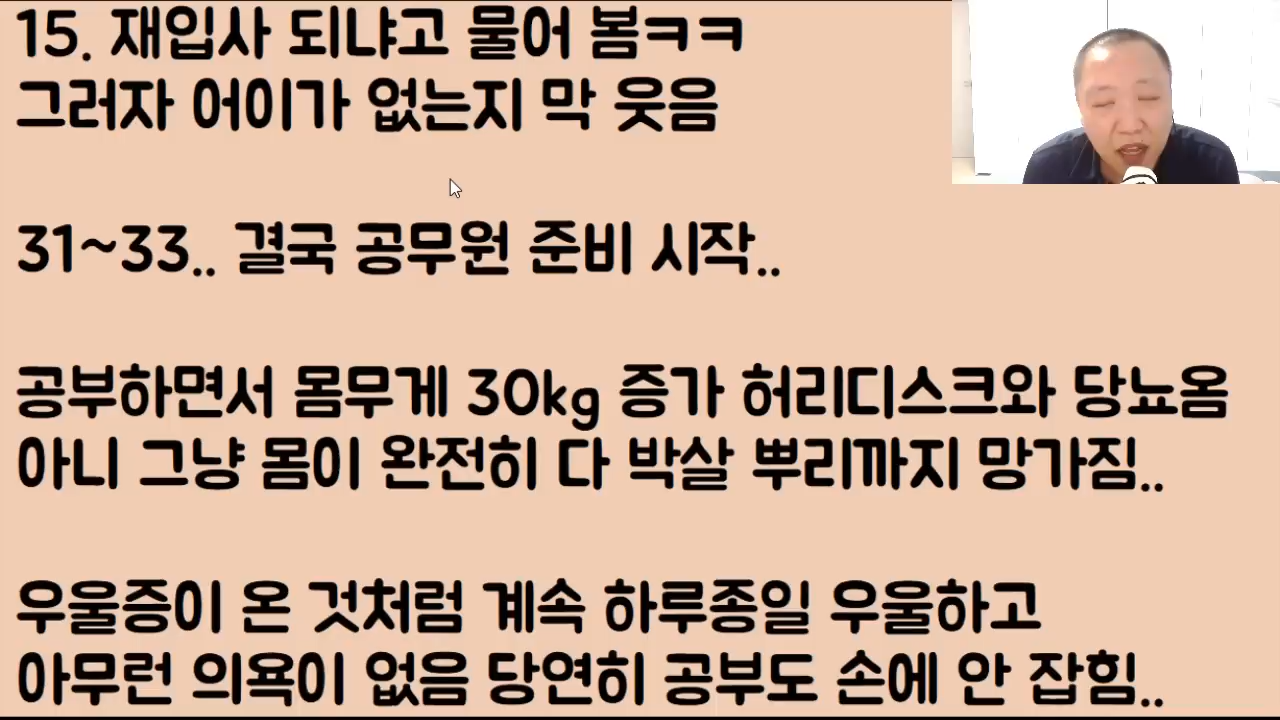 15. 재입사 되냐고 물어 봄ㅋㅋ
그러자 어이가 없는지 막 웃음
31~33.. 결국 공무원 준비 시작..
공부하면서 몸무게 30kg 증가 허리디스크와 당뇨옴
아니 그냥 몸이 완전히 다 박살 뿌리까지 망가짐..
우울증이 온 것처럼 계속 하루종일 우울하고
아무런 의욕이 없음 당연히 공부도 손에 안 잡힘..